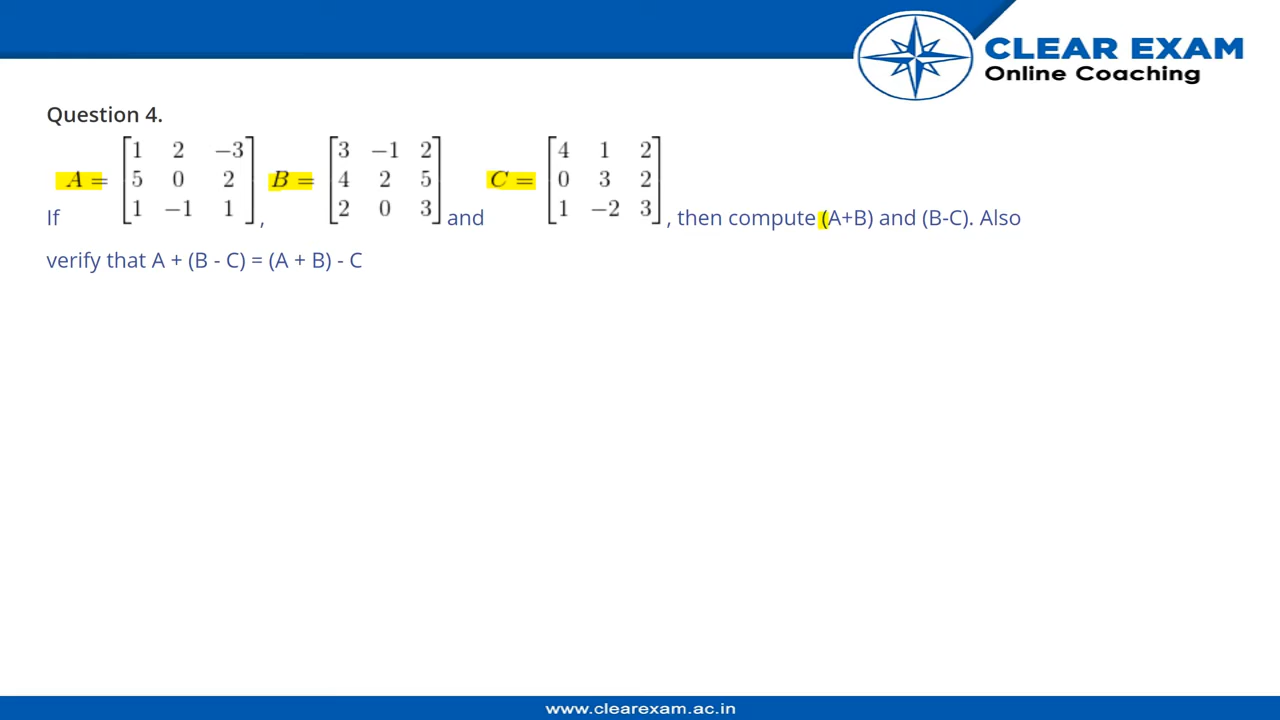 CLEAR EXAM
Online Coaching
Question 4.
If A = [1 2 −3; 5 0 2; 1 −1 1], B = [3 −1 2; 4 2 5; 2 0 3] and C = [4 1 2; 0 3 2; 1 −2 3], then compute (A+B) and (B-C). Also
verify that A + (B - C) = (A + B) - C
www.clearexam.ac.in